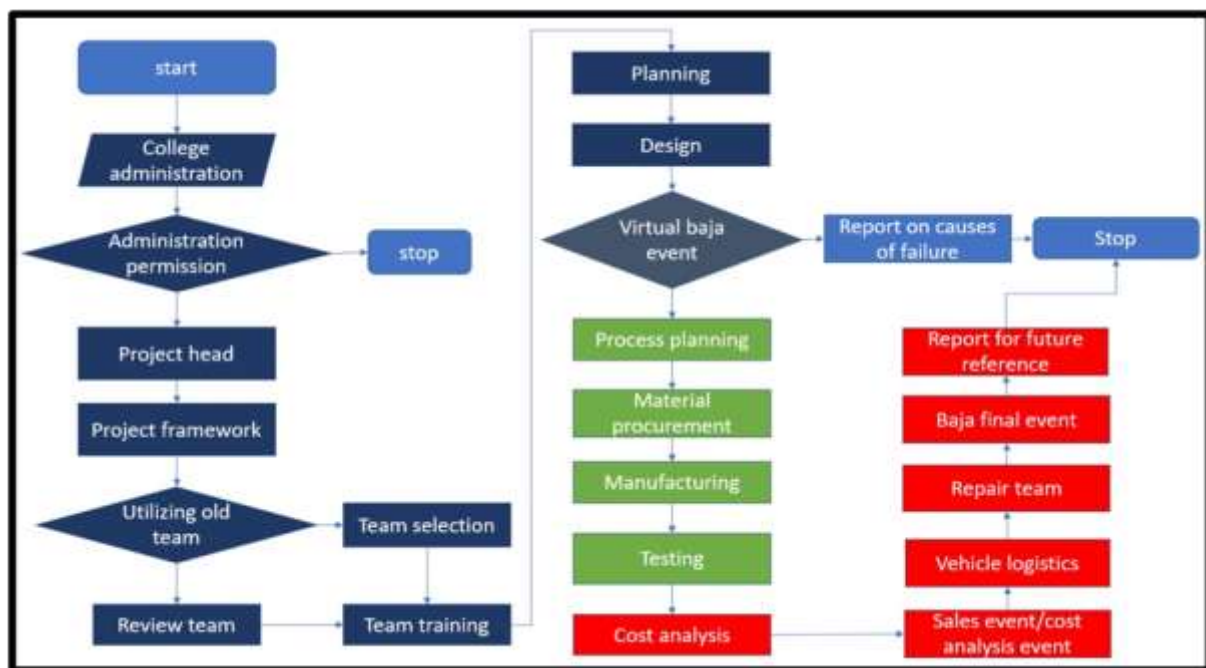 start
College
administration
Administration
permission
stop
Project head
Project framework
Utilizing old
team
Team selection
Review team
Team training
Planning
Design
Virtual baja
event
Report on causes
of failure
Stop
Process planning
Material
procurement
Manufacturing
Testing
Cost analysis
Sales event/cost
analysis event
Vehicle logistics
Repair team
Baja final event
Report for future
reference